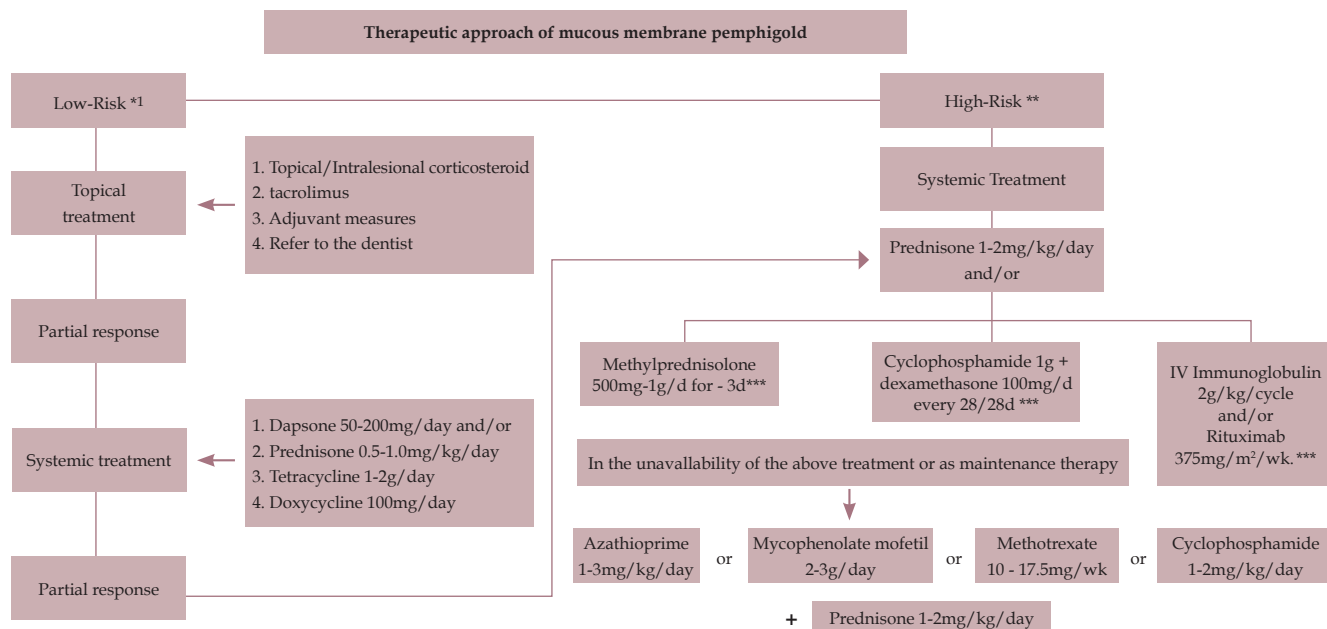 Therapeutic approach of mucous membrane pemphigold
Low-Risk *1
High-Risk **
Topical
treatment
1. Topical/Intralesional corticosteroid
2. tacrolimus
3. Adjuvant measures
4. Refer to the dentist
Partial response
Systemic treatment
1. Dapsone 50-200mg/day and/or
2. Prednisone 0.5-1.0mg/kg/day
3. Tetracycline 1-2g/day
4. Doxycycline 100mg/day
Partial response
Systemic Treatment
Prednisone 1-2mg/kg/day
and/or
Methylprednisolone
500mg-1g/d for - 3d***
Cyclophosphamide 1g +
dexamethasone 100mg/d
every 28/28d ***
IV Immunoglobulin
2g/kg/cycle
and/or
Rituximab
375mg/m²/wk.***
In the unavallability of the above treatment or as maintenance therapy
Azathioprime
1-3mg/kg/day
or
Mycophenolate mofetil
2-3g/day
or
Methotrexate
10 - 17.5mg/wk
or
Cyclophosphamide
1-2mg/kg/day
+ Prednisone 1-2mg/kg/day